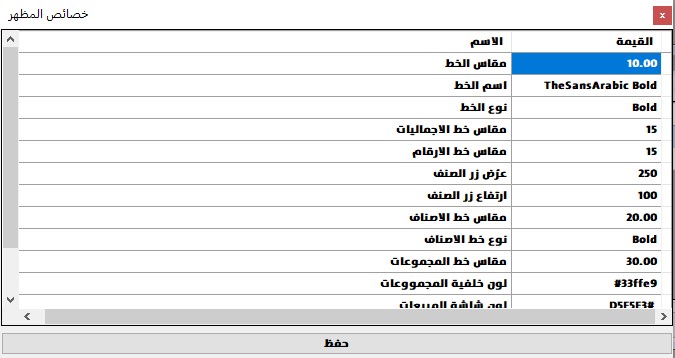 خصائص المظهر
x
الاسم القيمة
مقاس الخط 10.00
اسم الخط TheSansArabic Bold
نوع الخط Bold
مقاس خط الاجماليات 15
مقاس خط الارقام 15
عرض زر الصنف 250
ارتفاع زر الصنف 100
مقاس خط الاصناف 20.00
نوع خط الاصناف Bold
مقاس خط المجموعات 30.00
لون خلفية المجمووعات #33ffe9
لون شاشة المبيعات D5F5E3#
حفظ